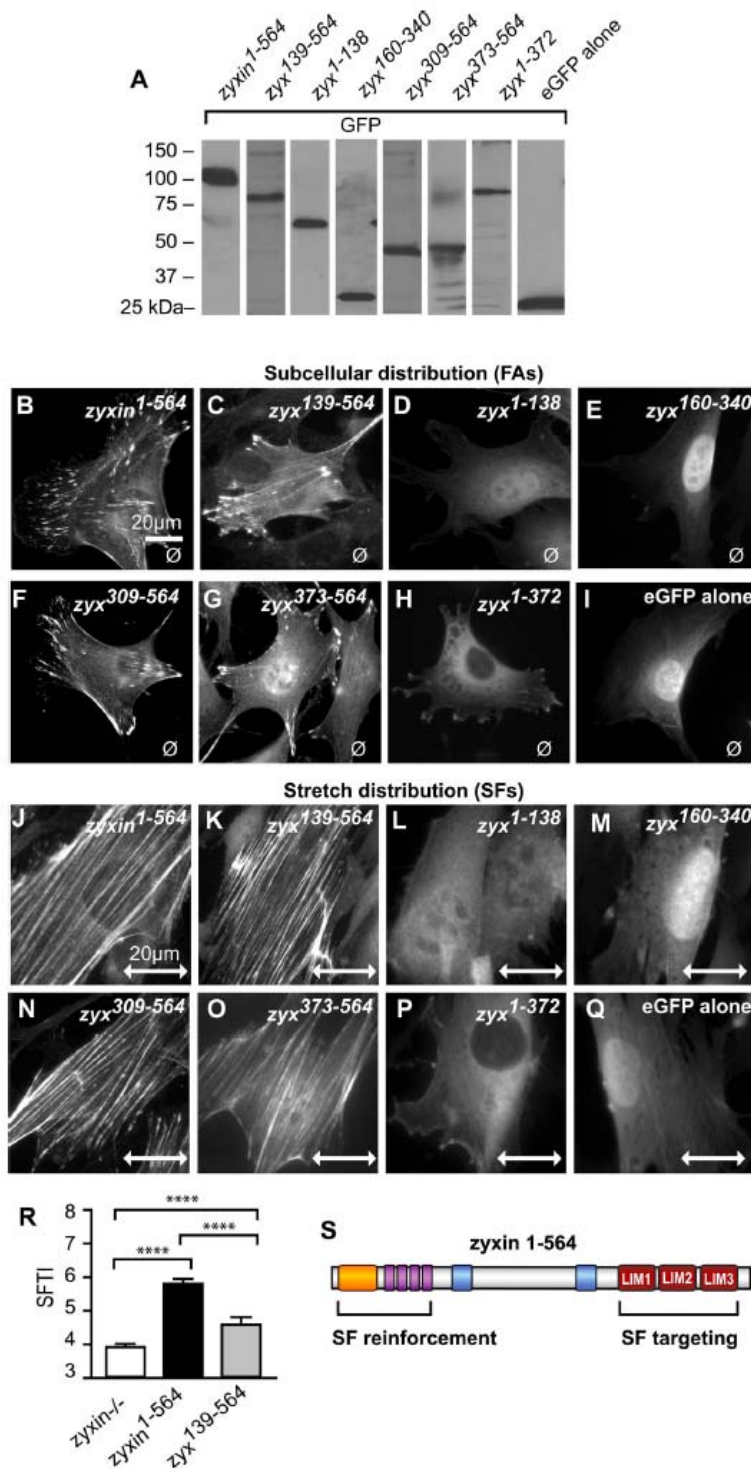 A
zyxin1-564
zyx139-564
zyx1-138
zyx160-340
zyx309-564
zyx373-564
zyx1-372
eGFP alone
GFP
150 –
100 –
75 –
50 –
37 –
25 kDa–
Subcellular distribution (FAs)
B zyxin1-564
20µm
Ø
C zyx139-564
Ø
D zyx1-138
Ø
E zyx160-340
Ø
F zyx309-564
Ø
G zyx373-564
Ø
H zyx1-372
Ø
I eGFP alone
Ø
Stretch distribution (SFs)
J zyxin1-564
20µm
K zyx139-564
L zyx1-138
M zyx160-340
N zyx309-564
O zyx373-564
P zyx1-372
Q eGFP alone
R
SFTI
8
7
6
5
4
3
****
**** ****
zyxin-/-
zyxin1-564
zyx139-564
S
zyxin 1-564
LIM1 LIM2 LIM3
SF reinforcement SF targeting